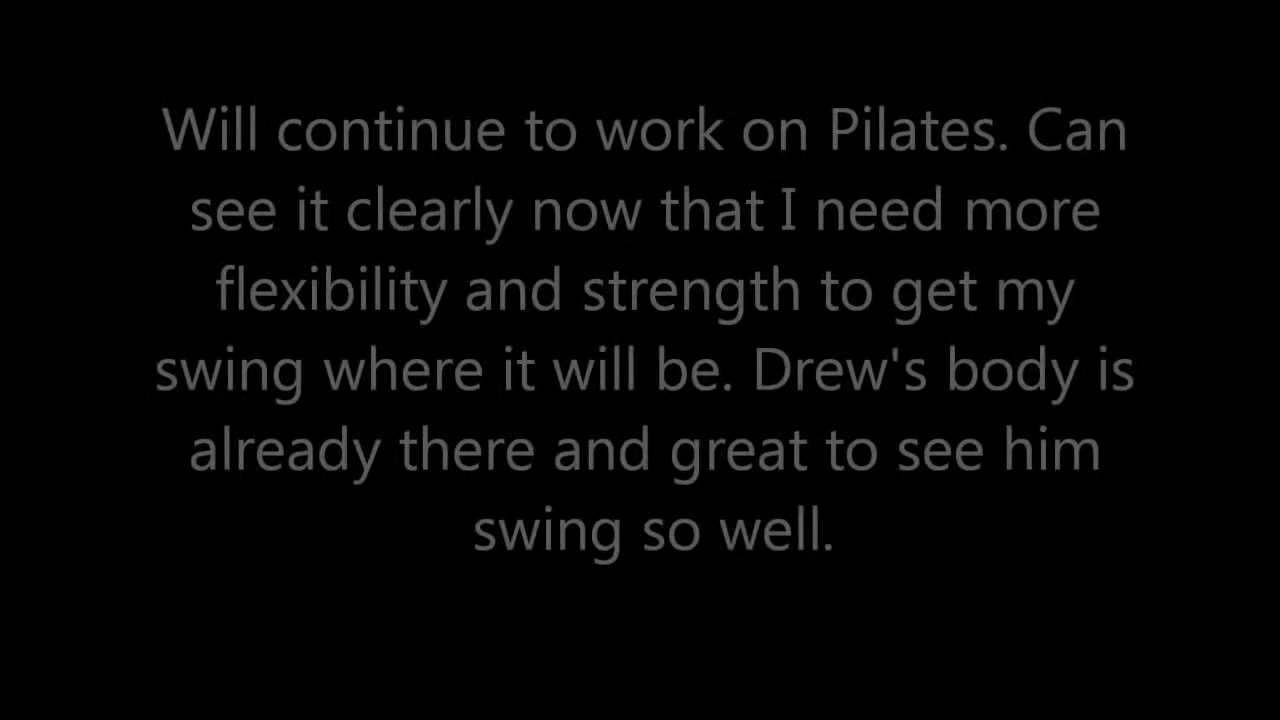 Will continue to work on Pilates. Can
see it clearly now that I need more
flexibility and strength to get my
swing where it will be. Drew's body is
already there and great to see him
swing so well.